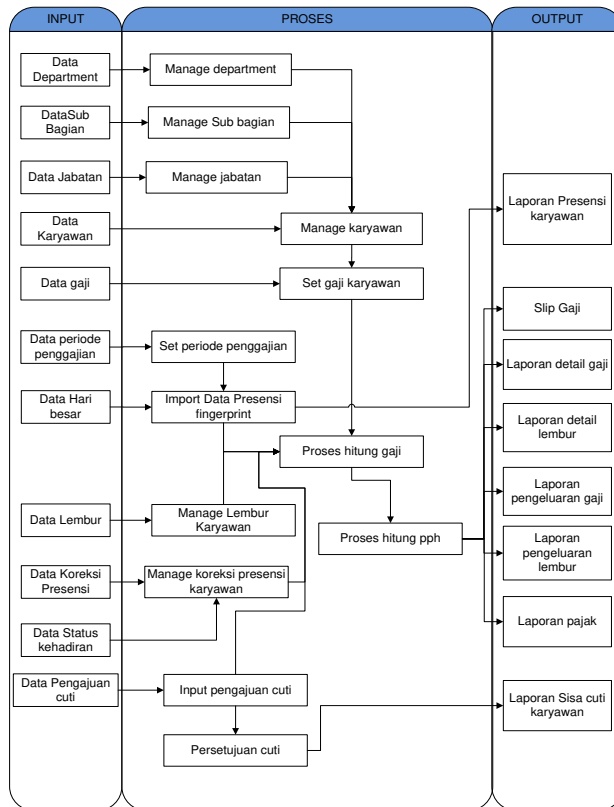 INPUT
PROSES
OUTPUT
Data
Department
Manage department
DataSub
Bagian
Manage Sub bagian
Data Jabatan
Manage jabatan
Laporan Presensi
karyawan
Data
Karyawan
Manage karyawan
Data gaji
Set gaji karyawan
Slip Gaji
Data periode
penggajian
Set periode penggajian
Laporan detail gaji
Data Hari
besar
Import Data Presensi
fingerprint
Laporan detail
lembur
Proses hitung gaji
Laporan
pengeluaran gaji
Data Lembur
Manage Lembur
Karyawan
Proses hitung pph
Laporan
pengeluaran
lembur
Data Koreksi
Presensi
Manage koreksi presensi
karyawan
Laporan pajak
Data Status
kehadiran
Data Pengajuan
cuti
Input pengajuan cuti
Laporan Sisa cuti
karyawan
Persetujuan cuti